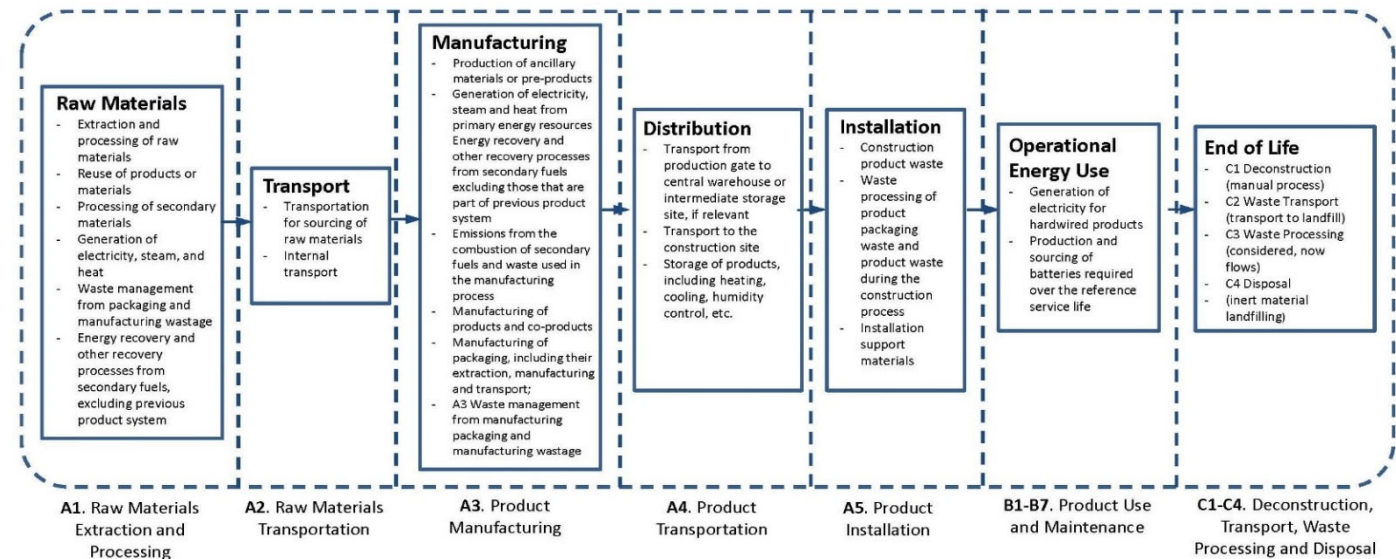 Raw Materials
- Extraction and
processing of raw
materials
- Reuse of products or
materials
- Processing of secondary
materials
- Generation of
electricity, steam, and
heat
- Waste management
from packaging and
manufacturing wastage
- Energy recovery and
other recovery
processes from
secondary fuels,
excluding previous
product system
Transport
- Transportation
for sourcing of
raw materials
- Internal
transport
Manufacturing
- Production of ancillary
materials or pre-products
- Generation of electricity,
steam and heat from
primary energy resources
Energy recovery and
other recovery processes
from secondary fuels
excluding those that are
part of previous product
system
- Emissions from the
combustion of secondary
fuels and waste used in
the manufacturing
process
- Manufacturing of
products and co-products
- Manufacturing of
packaging, including their
extraction, manufacturing
and transport;
- A3 Waste management
from manufacturing
packaging and
manufacturing wastage
Distribution
- Transport from
production gate to
central warehouse or
intermediate storage
site, if relevant
- Transport to the
construction site
- Storage of products,
including heating,
cooling, humidity
control, etc.
Installation
- Construction
product waste
- Waste
processing of
product
packaging waste
and product
waste during the
construction
process
- Installation
support
materials
Operational
Energy Use
- Generation of
electricity for
hardwired products
- Production and
sourcing of
batteries required
over the reference
service life
End of Life
- C1 Deconstruction
(manual process)
- C2 Waste Transport
(transport to landfill)
- C3 Waste Processing
(considered, now
flows)
- C4 Disposal
- (inert material
landfilling)
A1. Raw Materials
Extraction and
Processing
A2. Raw Materials
Transportation
A3. Product
Manufacturing
A4. Product
Transportation
A5. Product
Installation
B1-B7. Product Use
and Maintenance
C1-C4. Deconstruction,
Transport, Waste
Processing and Disposal